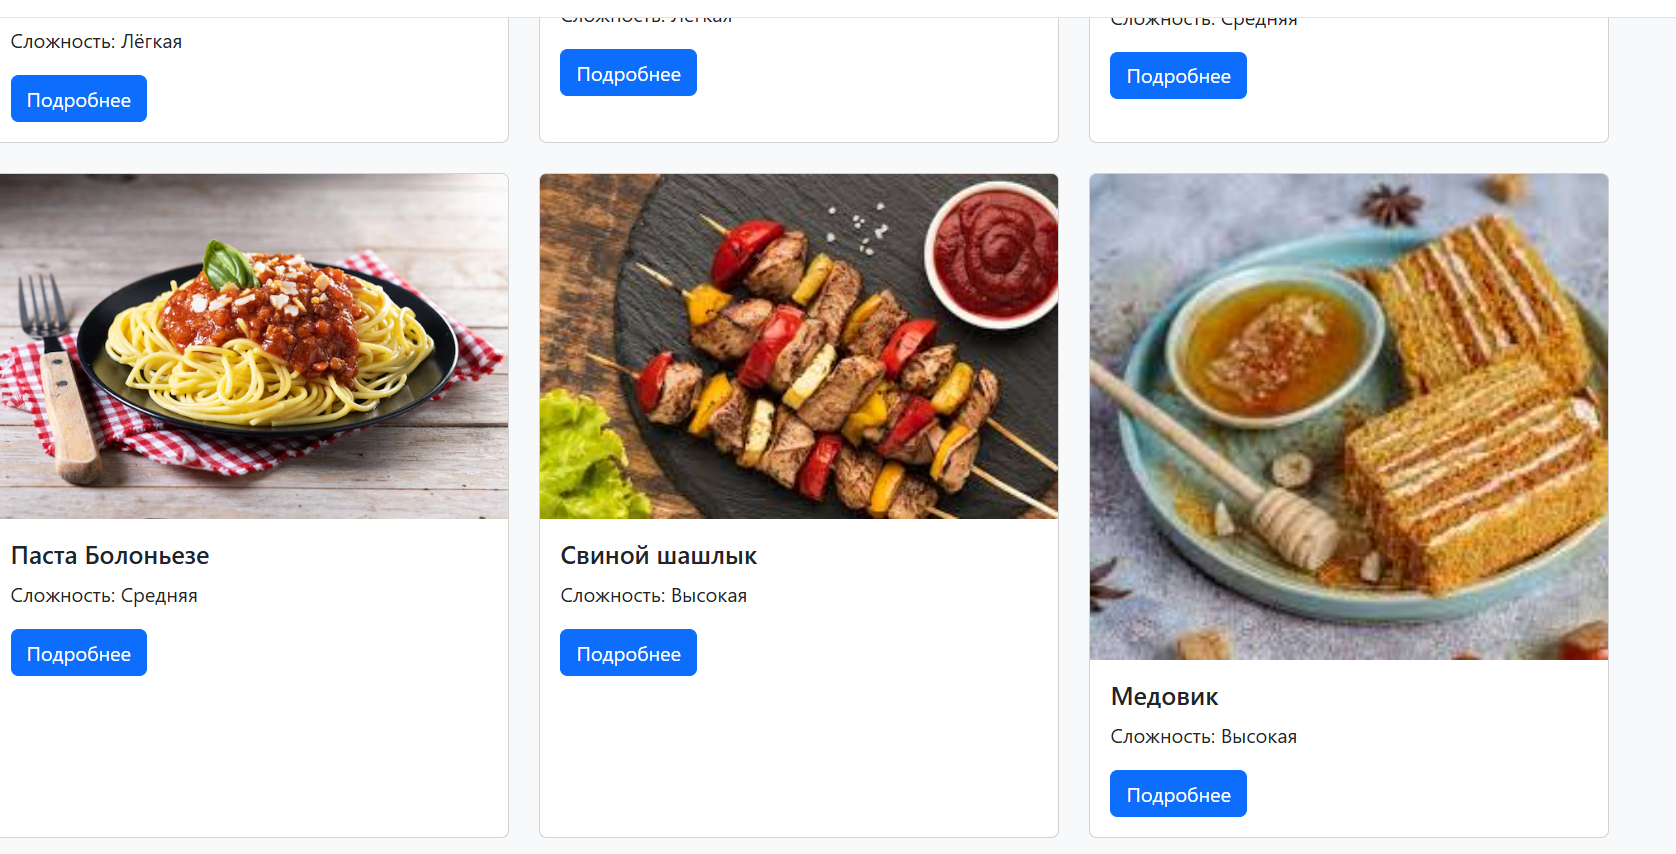 Сложность: Лёгкая
Подробнее
Сложность: Лёгкая
Подробнее
Сложность: Средняя
Подробнее
Паста Болоньезе
Сложность: Средняя
Подробнее
Свиной шашлык
Сложность: Высокая
Подробнее
Медовик
Сложность: Высокая
Подробнее